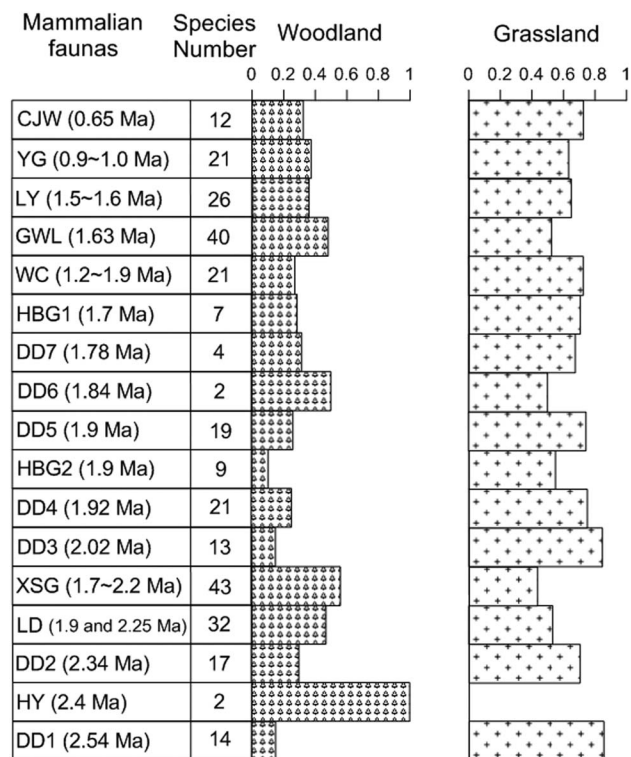 Mammalian faunas Species Number Woodland Grassland
0 0.2 0.4 0.6 0.8 1 0 0.2 0.4 0.6 0.8 1
CJW (0.65 Ma) 12
YG (0.9~1.0 Ma) 21
LY (1.5~1.6 Ma) 26
GWL (1.63 Ma) 40
WC (1.2~1.9 Ma) 21
HBG1 (1.7 Ma) 7
DD7 (1.78 Ma) 4
DD6 (1.84 Ma) 2
DD5 (1.9 Ma) 19
HBG2 (1.9 Ma) 9
DD4 (1.92 Ma) 21
DD3 (2.02 Ma) 13
XSG (1.7~2.2 Ma) 43
LD (1.9 and 2.25 Ma) 32
DD2 (2.34 Ma) 17
HY (2.4 Ma) 2
DD1 (2.54 Ma) 14